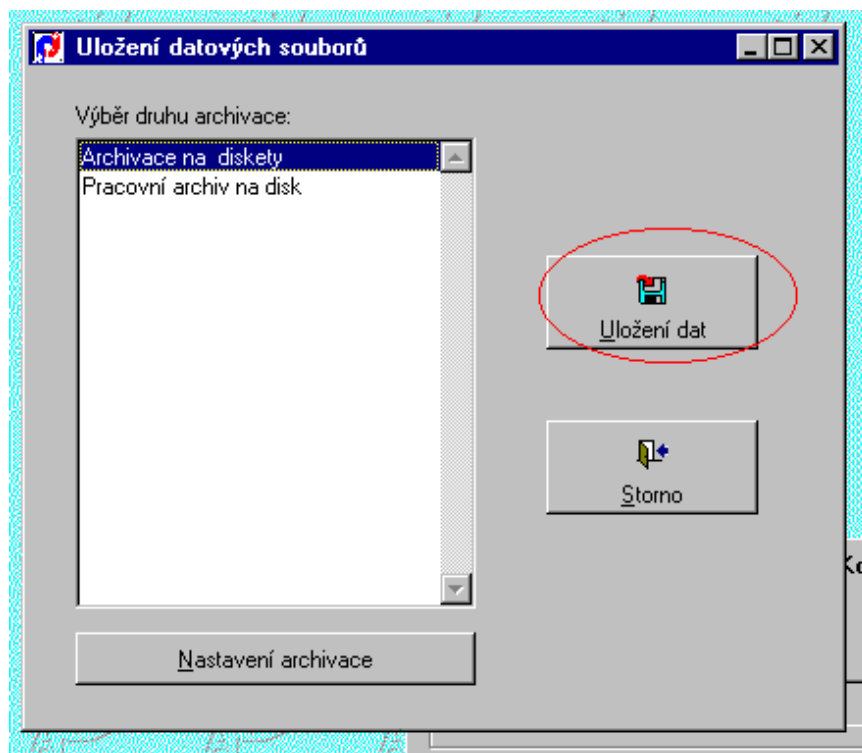 Uložení datových souborů
Výběr druhu archivace:
Archivace na  diskety
Pracovní archiv na disk
Uložení dat
Storno
Nastavení archivace